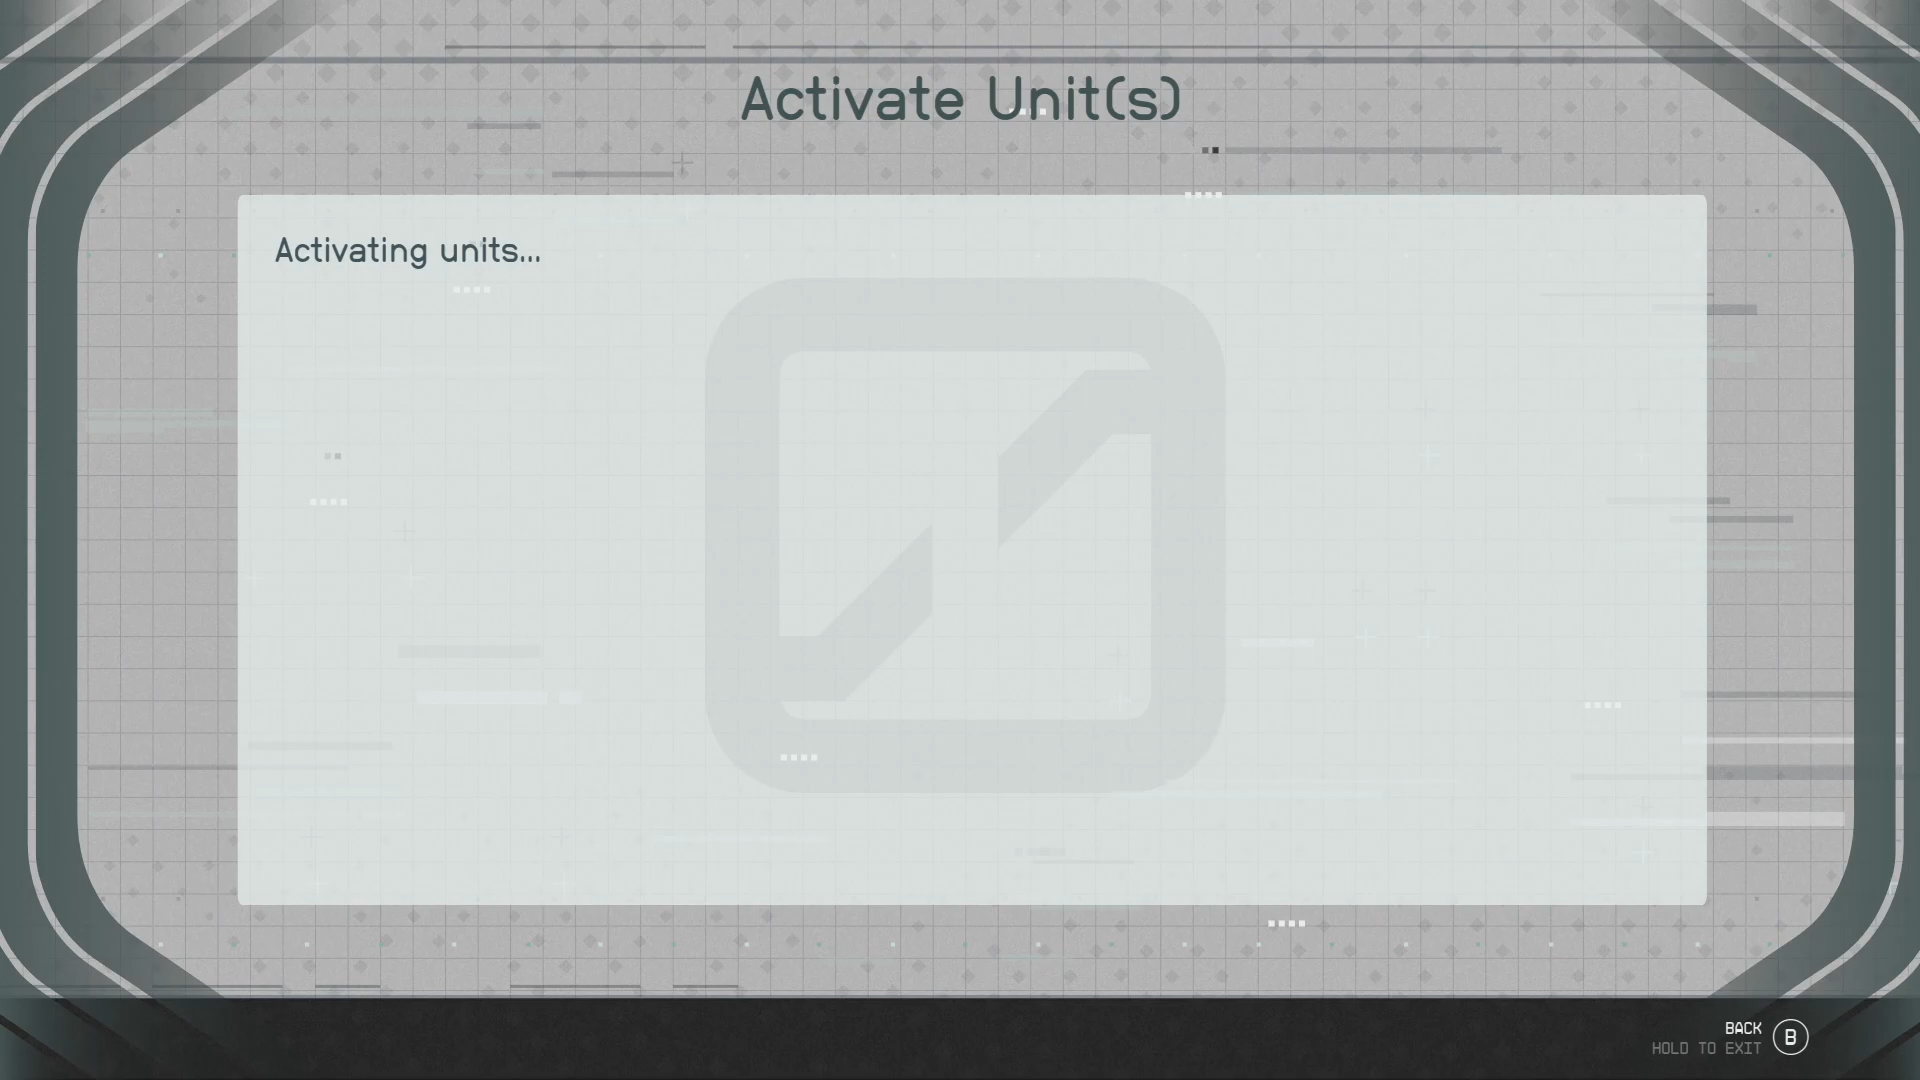 Activate Unit(s)
Activating units...
BACK
HOLD TO EXIT
B